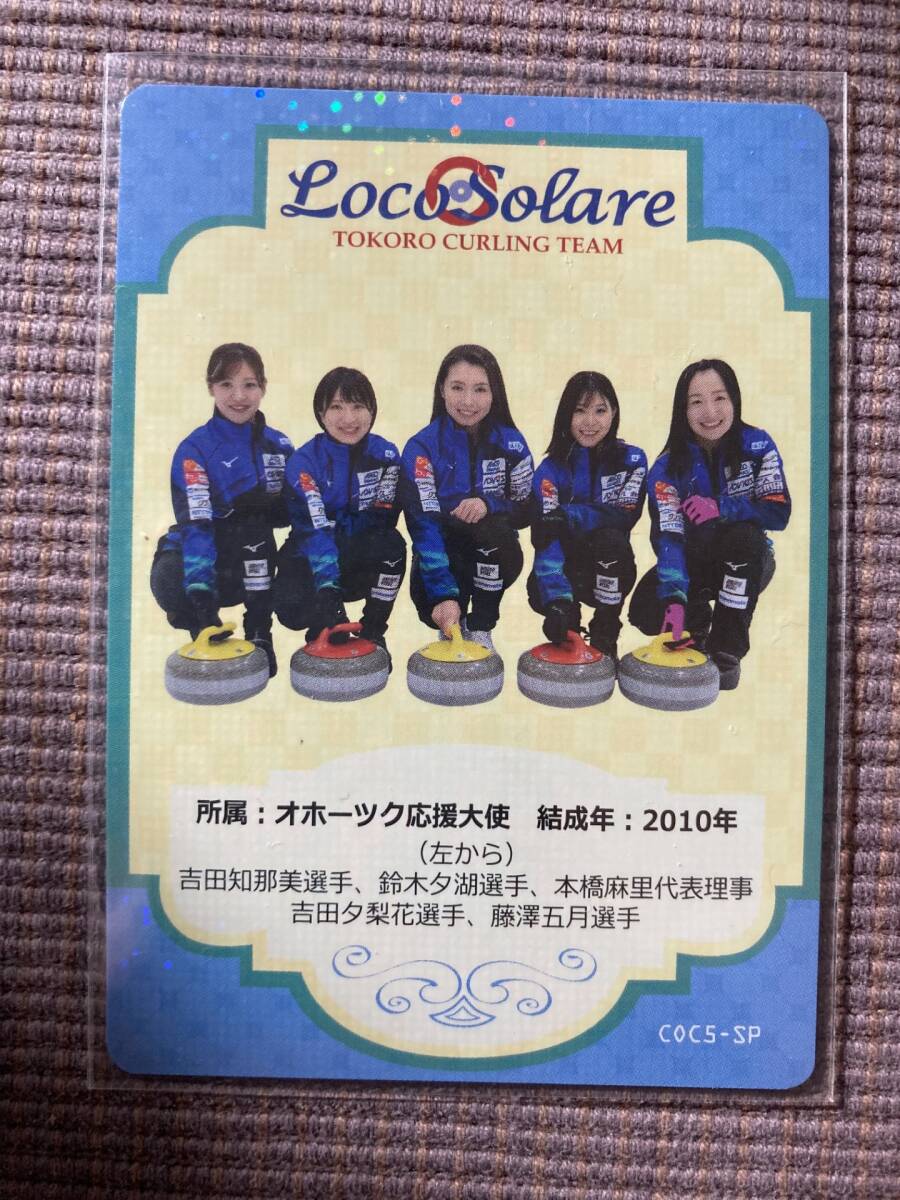 LocoSolare
TOKORO CURLING TEAM
所属：オホーツク応援大使　結成年：2010年
（左から）
吉田知那美選手、鈴木夕湖選手、本橋麻里代表理事
吉田夕梨花選手、藤澤五月選手
COC5-SP